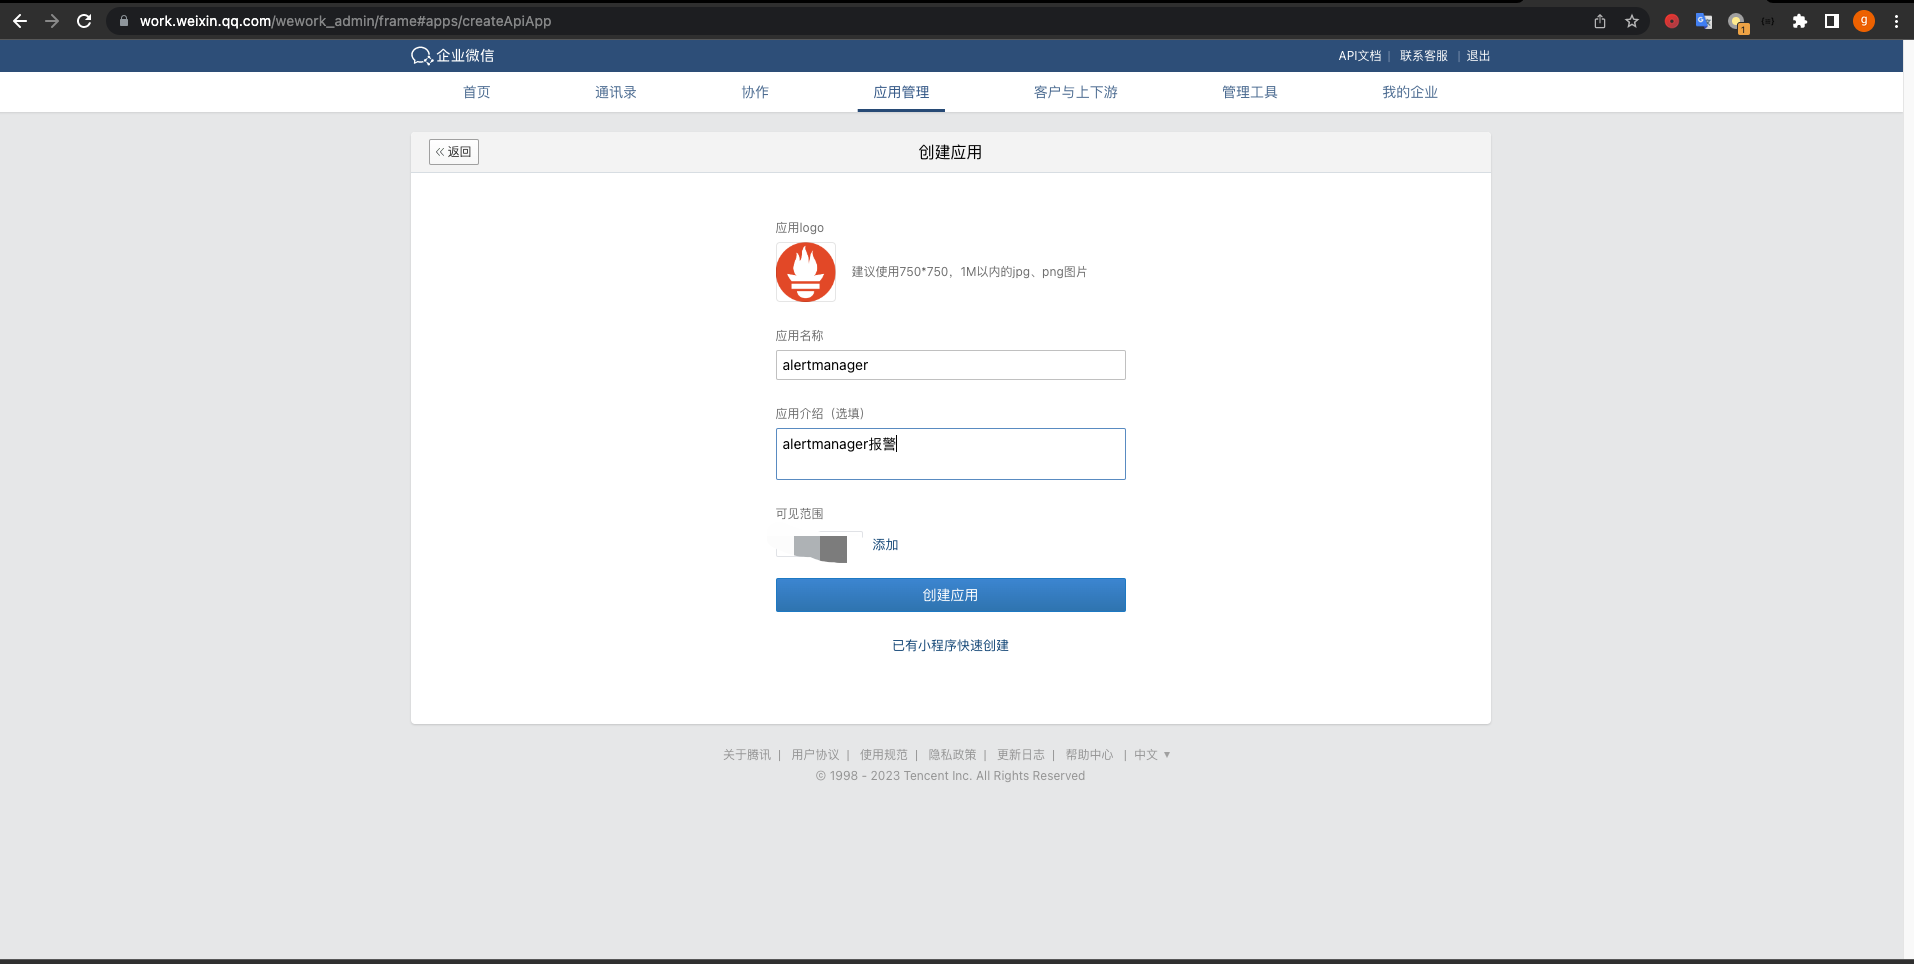 work.weixin.qq.com/wework_admin/frame#apps/createApiApp
1
g
企业微信
API文档 | 联系客服 | 退出
首页 通讯录 协作 应用管理 客户与上下游 管理工具 我的企业
返回
创建应用
应用logo
建议使用750*750，1M以内的jpg、png图片
应用名称
alertmanager
应用介绍（选填）
alertmanager报警
可见范围
添加
创建应用
已有小程序快速创建
关于腾讯 | 用户协议 | 使用规范 | 隐私政策 | 更新日志 | 帮助中心 | 中文 ▼
© 1998 - 2023 Tencent Inc. All Rights Reserved